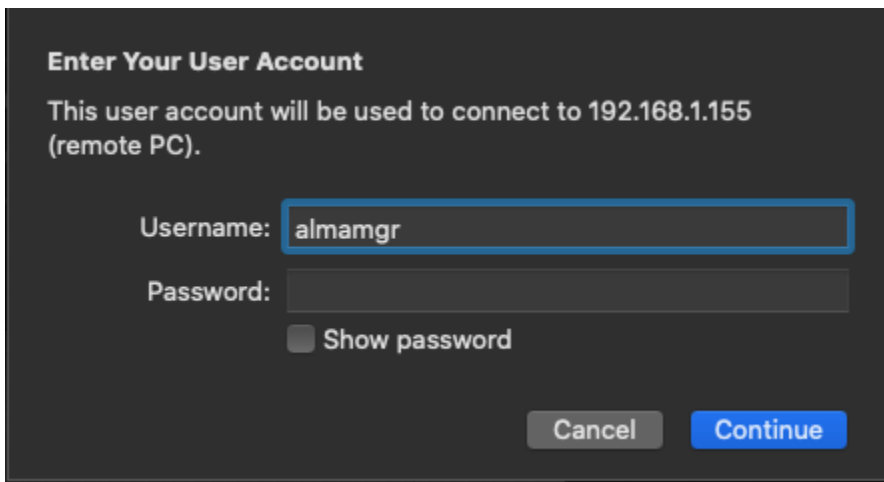 Enter Your User Account
This user account will be used to connect to 192.168.1.155
(remote PC).
Username: almamgr
Password:
Show password
Cancel Continue